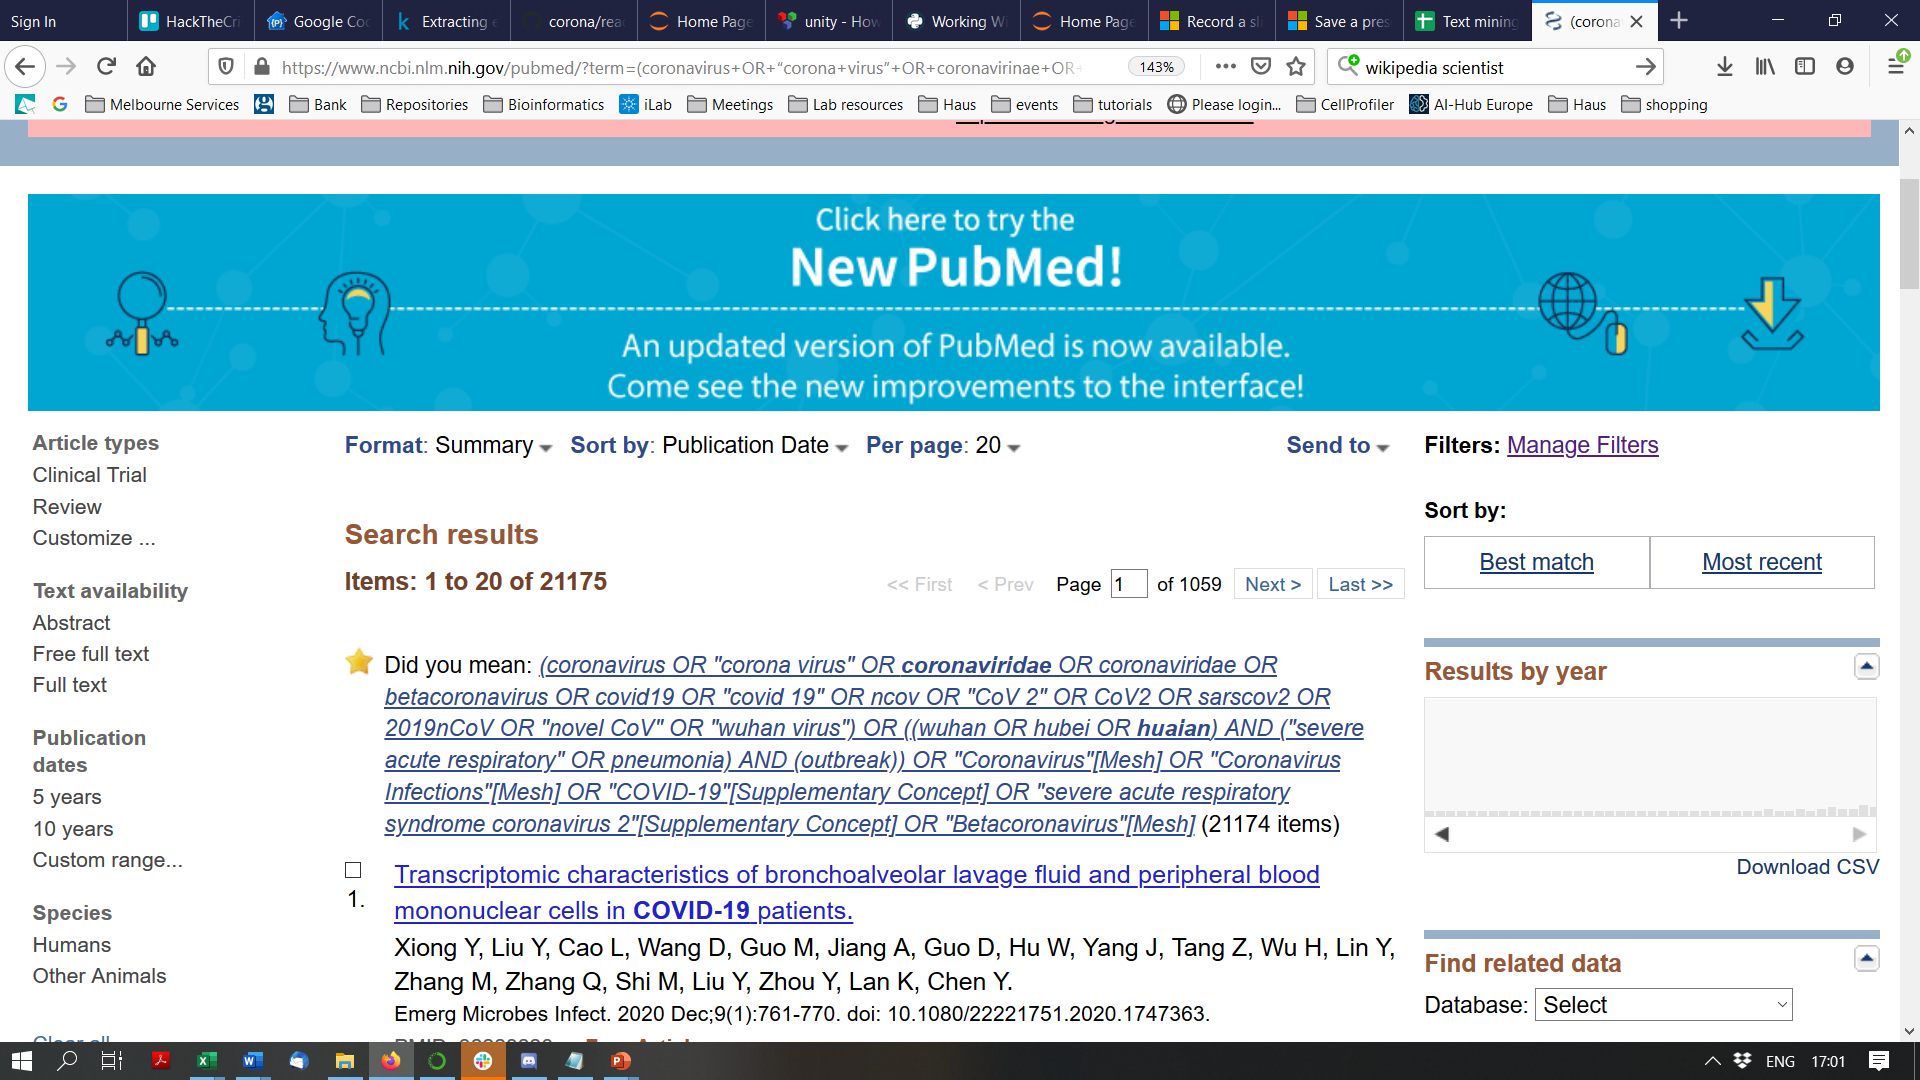 Sign In
HackTheCri
Google Co
Extracting e
corona/rea
Home Page
unity - How
Working Wi
Home Page
Record a sl
Save a pres
Text mining
(corona
https://www.ncbi.nlm.nih.gov/pubmed/?term=(coronavirus+OR+"corona+virus"+OR+coronavirinae+OR+
143%
wikipedia scientist
Melbourne Services
Bank
Repositories
Bioinformatics
iLab
Meetings
Lab resources
Haus
events
tutorials
Please login...
CellProfiler
AI-Hub Europe
Haus
shopping
Click here to try the
New PubMed!
An updated version of PubMed is now available.
Come see the new improvements to the interface!
Article types
Clinical Trial
Review
Customize ...
Text availability
Abstract
Free full text
Full text
Publication
dates
5 years
10 years
Custom range...
Species
Humans
Other Animals
Clear all
Format: Summary
Sort by: Publication Date
Per page: 20
Send to
Search results
Items: 1 to 20 of 21175
<< First
< Prev
Page 1 of 1059
Next >
Last >>
Did you mean: (coronavirus OR "corona virus" OR coronaviridae OR coronaviridae OR
betacoronavirus OR covid19 OR "covid 19" OR ncov OR "CoV 2" OR CoV2 OR sarscov2 OR
2019nCoV OR "novel CoV" OR "wuhan virus") OR ((wuhan OR hubei OR huaian) AND ("severe
acute respiratory" OR pneumonia) AND (outbreak)) OR "Coronavirus"[Mesh] OR "Coronavirus
Infections"[Mesh] OR "COVID-19"[Supplementary Concept] OR "severe acute respiratory
syndrome coronavirus 2"[Supplementary Concept] OR "Betacoronavirus"[Mesh] (21174 items)
1.
Transcriptomic characteristics of bronchoalveolar lavage fluid and peripheral blood
mononuclear cells in COVID-19 patients.
Xiong Y, Liu Y, Cao L, Wang D, Guo M, Jiang A, Guo D, Hu W, Yang J, Tang Z, Wu H, Lin Y,
Zhang M, Zhang Q, Shi M, Liu Y, Zhou Y, Lan K, Chen Y.
Emerg Microbes Infect. 2020 Dec;9(1):761-770. doi: 10.1080/22221751.2020.1747363.
Filters: Manage Filters
Sort by:
Best match
Most recent
Results by year
Download CSV
Find related data
Database: Select
ENG
17:01